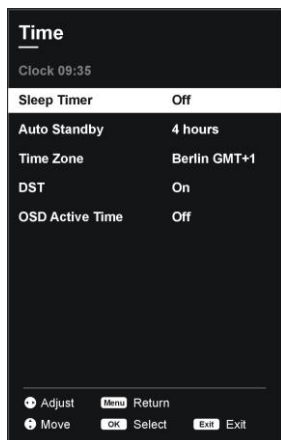 Time
Clock 09:35
Sleep Timer Off
Auto Standby 4 hours
Time Zone Berlin GMT+1
DST On
OSD Active Time Off
Adjust Menu Return
Move OK Select Exit Exit